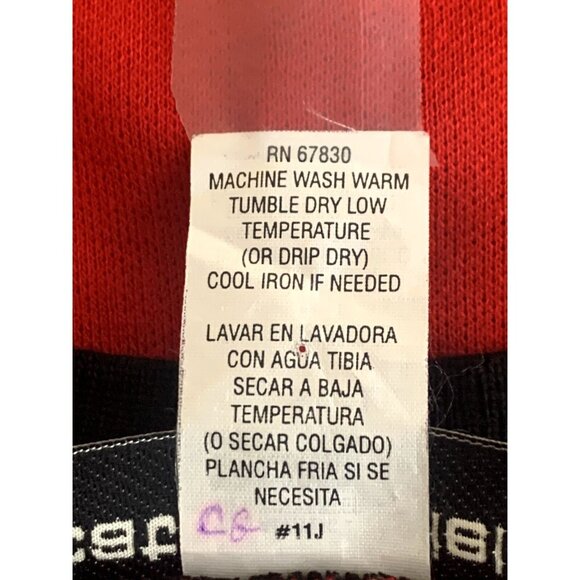 RN 67830
MACHINE WASH WARM
TUMBLE DRY LOW
TEMPERATURE
(OR DRIP DRY)
COOL IRON IF NEEDED
LAVAR EN LAVADORA
CON AGUA TIBIA
SECAR A BAJA
TEMPERATURA
(O SECAR COLGADO)
PLANCHA FRIA SI SE
NECESITA
#11J